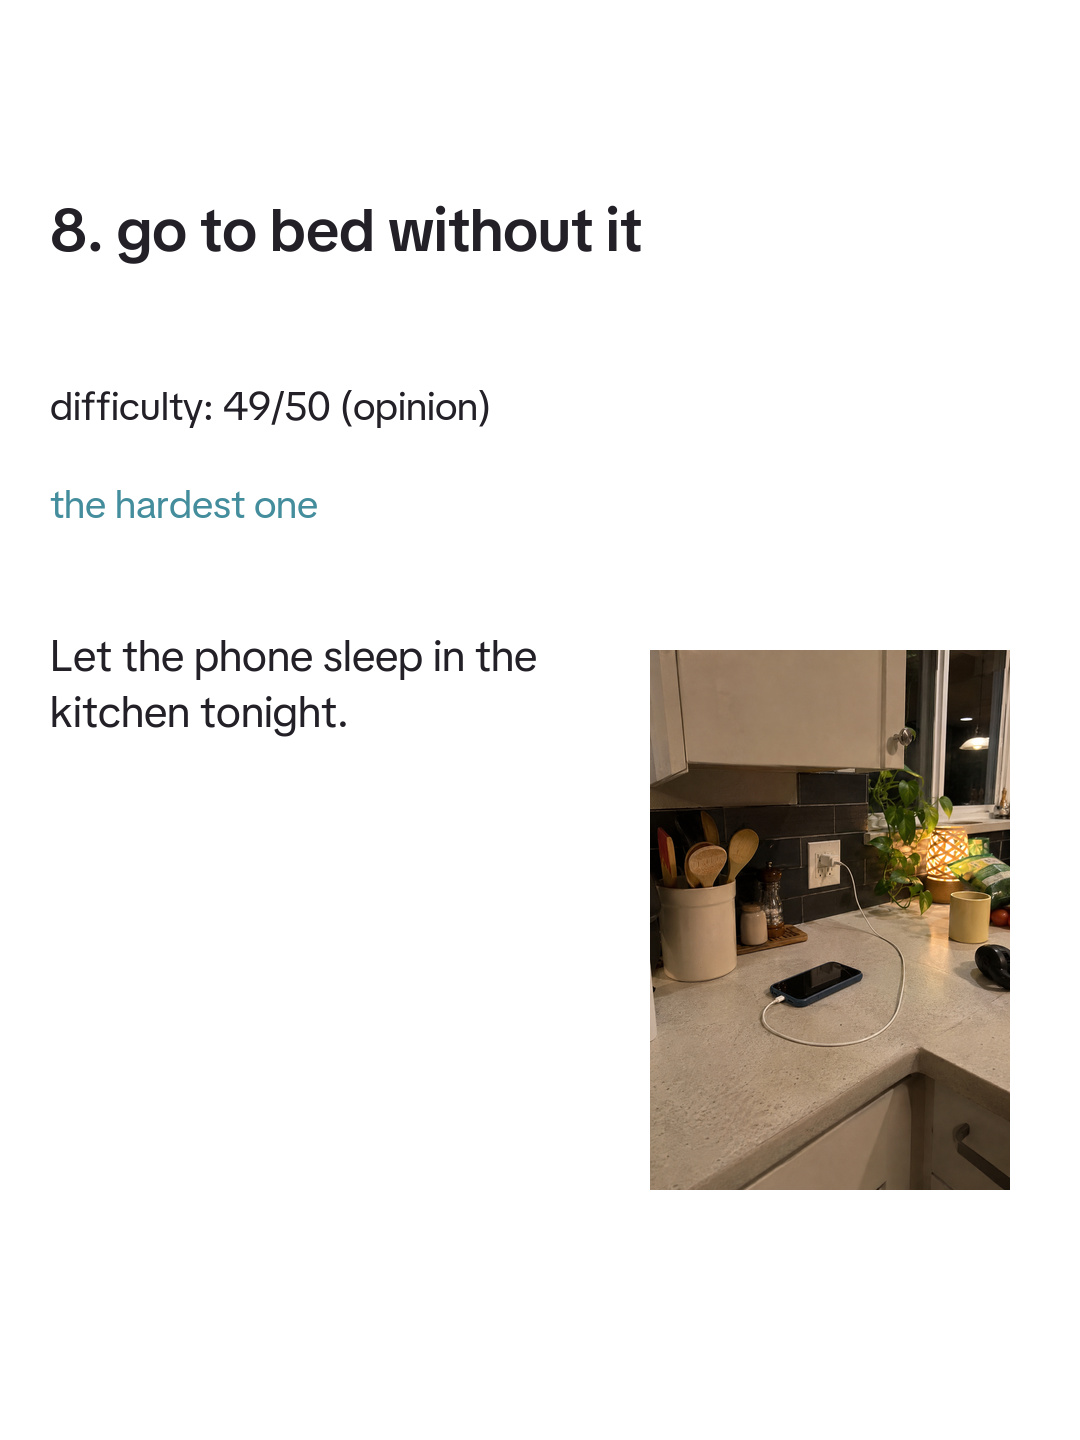 8. go to bed without it
difficulty: 49/50 (opinion)
the hardest one
Let the phone sleep in the
kitchen tonight.